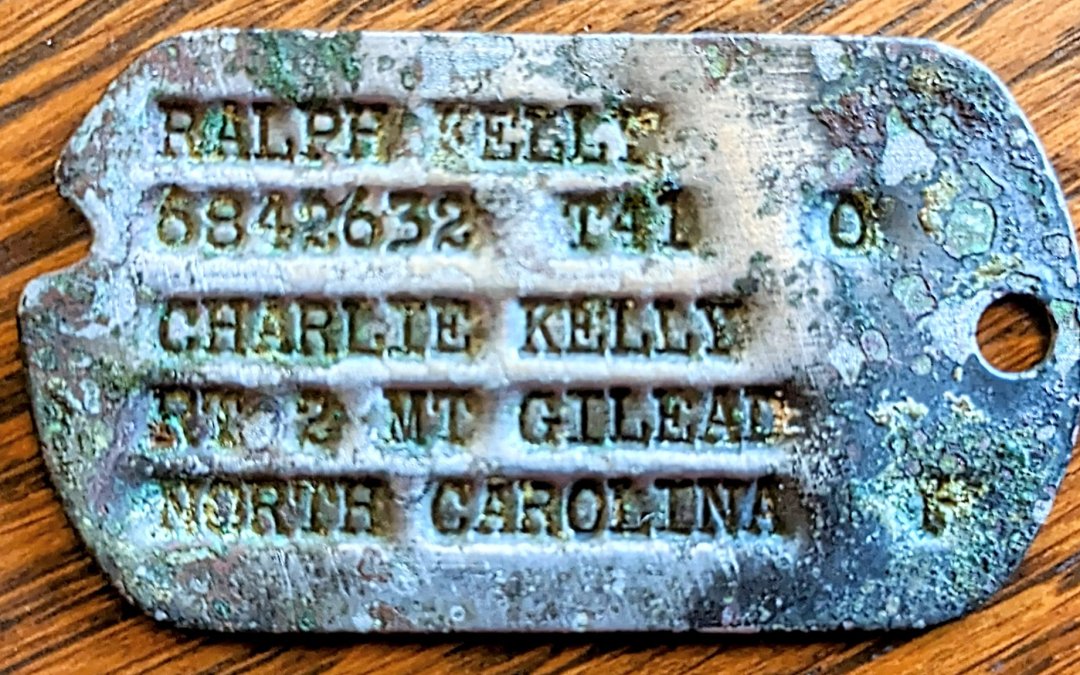 RALPH KELLY
6842632 T41 O
CHARLIE KELLY
RT 2 MT GILEAD
NORTH CAROLINA P